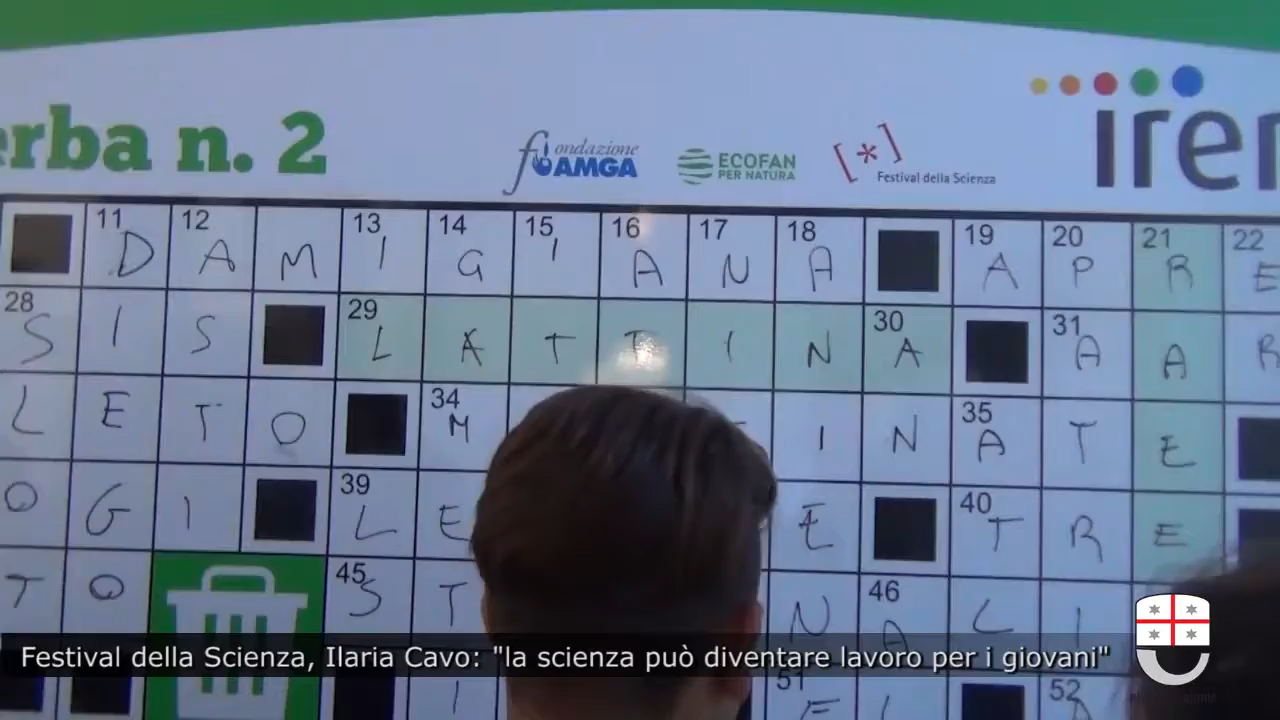 erba n. 2
fondazione
AMGA
ECOFAN
PER NATURA
[*]
Festival della Scienza
iren
11 12 13 14 15 16 17 18 19 20 21 22
D A M I G I A N A A P R E
28 29 30 31
S I S L A T T I N A A A R
34 35
L E T O M I N A T E
39 40
O G I L E E T R E
45 46
T O S T N A L I
51 52
I E L
Festival della Scienza, Ilaria Cavo: "la scienza può diventare lavoro per i giovani"